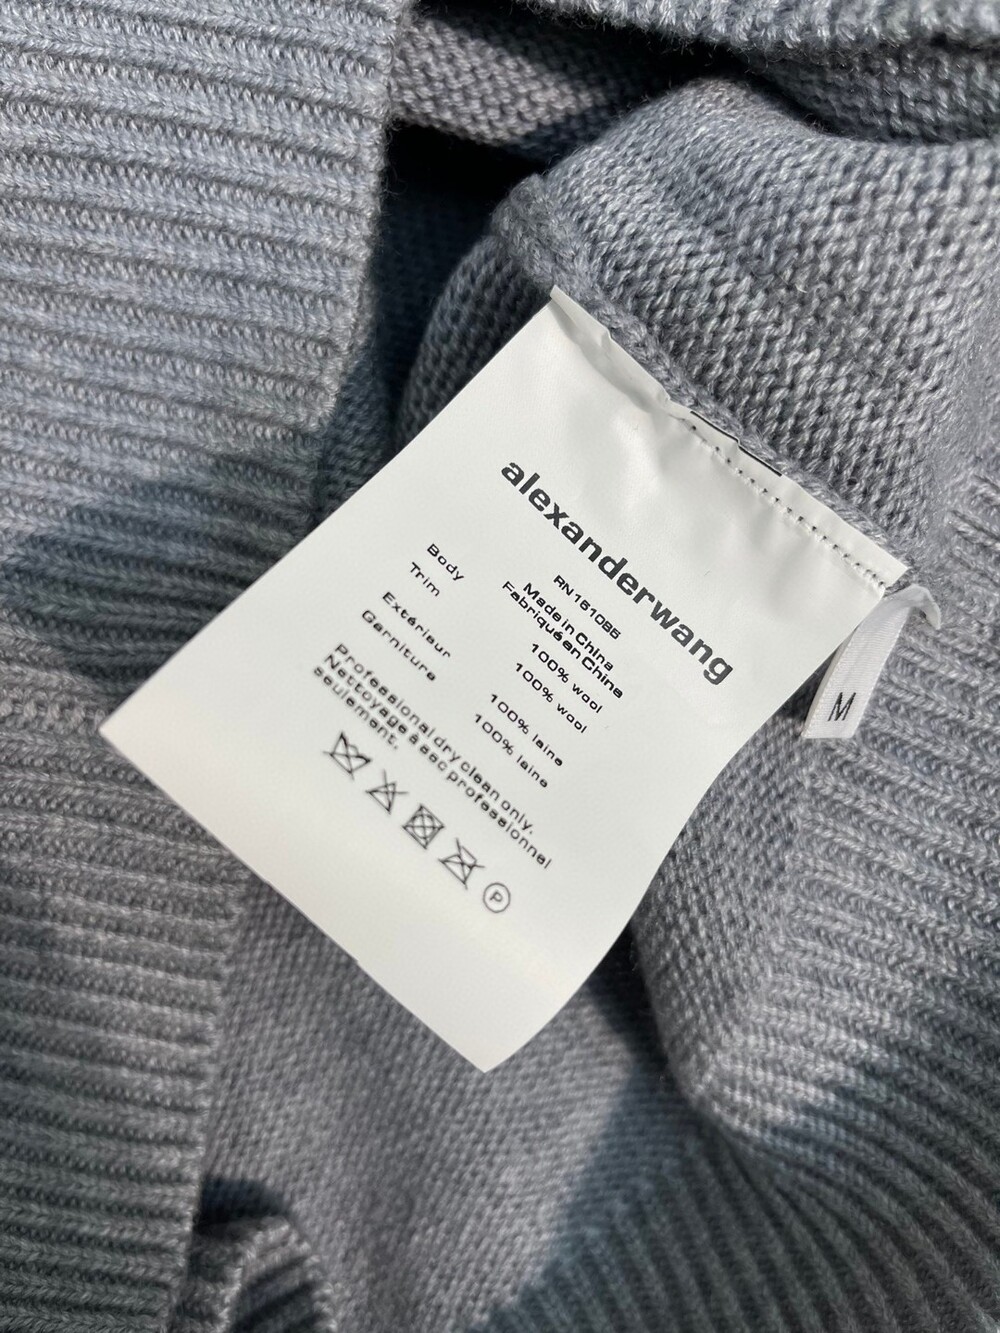 alexanderwang
RN151085
Made in China
Fabriqué en China
Body 100% wool
Trim 100% wool
Extérieur 100% laine
Garniture 100% laine
Professional dry clean only.
Nettoyage à sec professionnel
seulement.
P
M